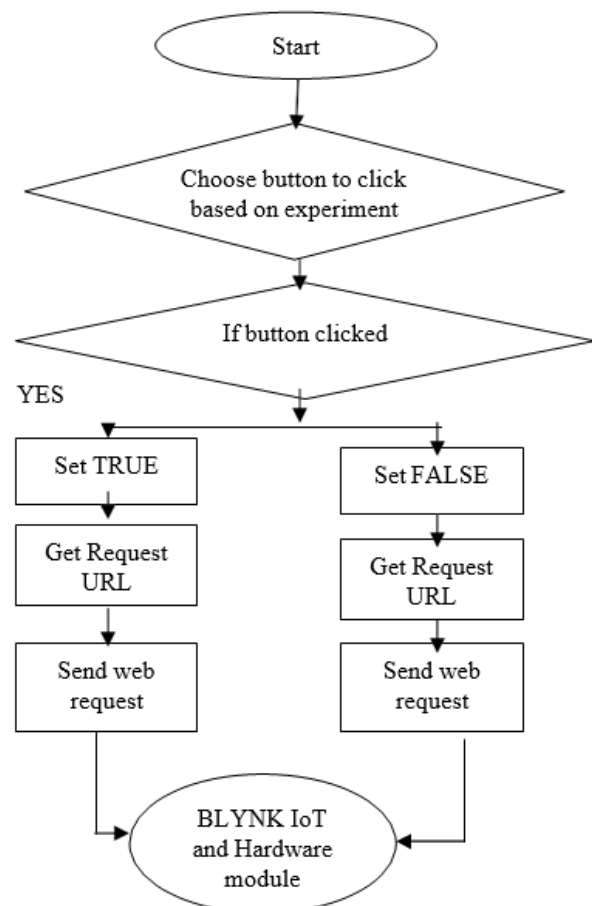 Start
Choose button to click
based on experiment
If button clicked
YES
Set TRUE
Set FALSE
Get Request
URL
Get Request
URL
Send web
request
Send web
request
BLYNK IoT
and Hardware
module